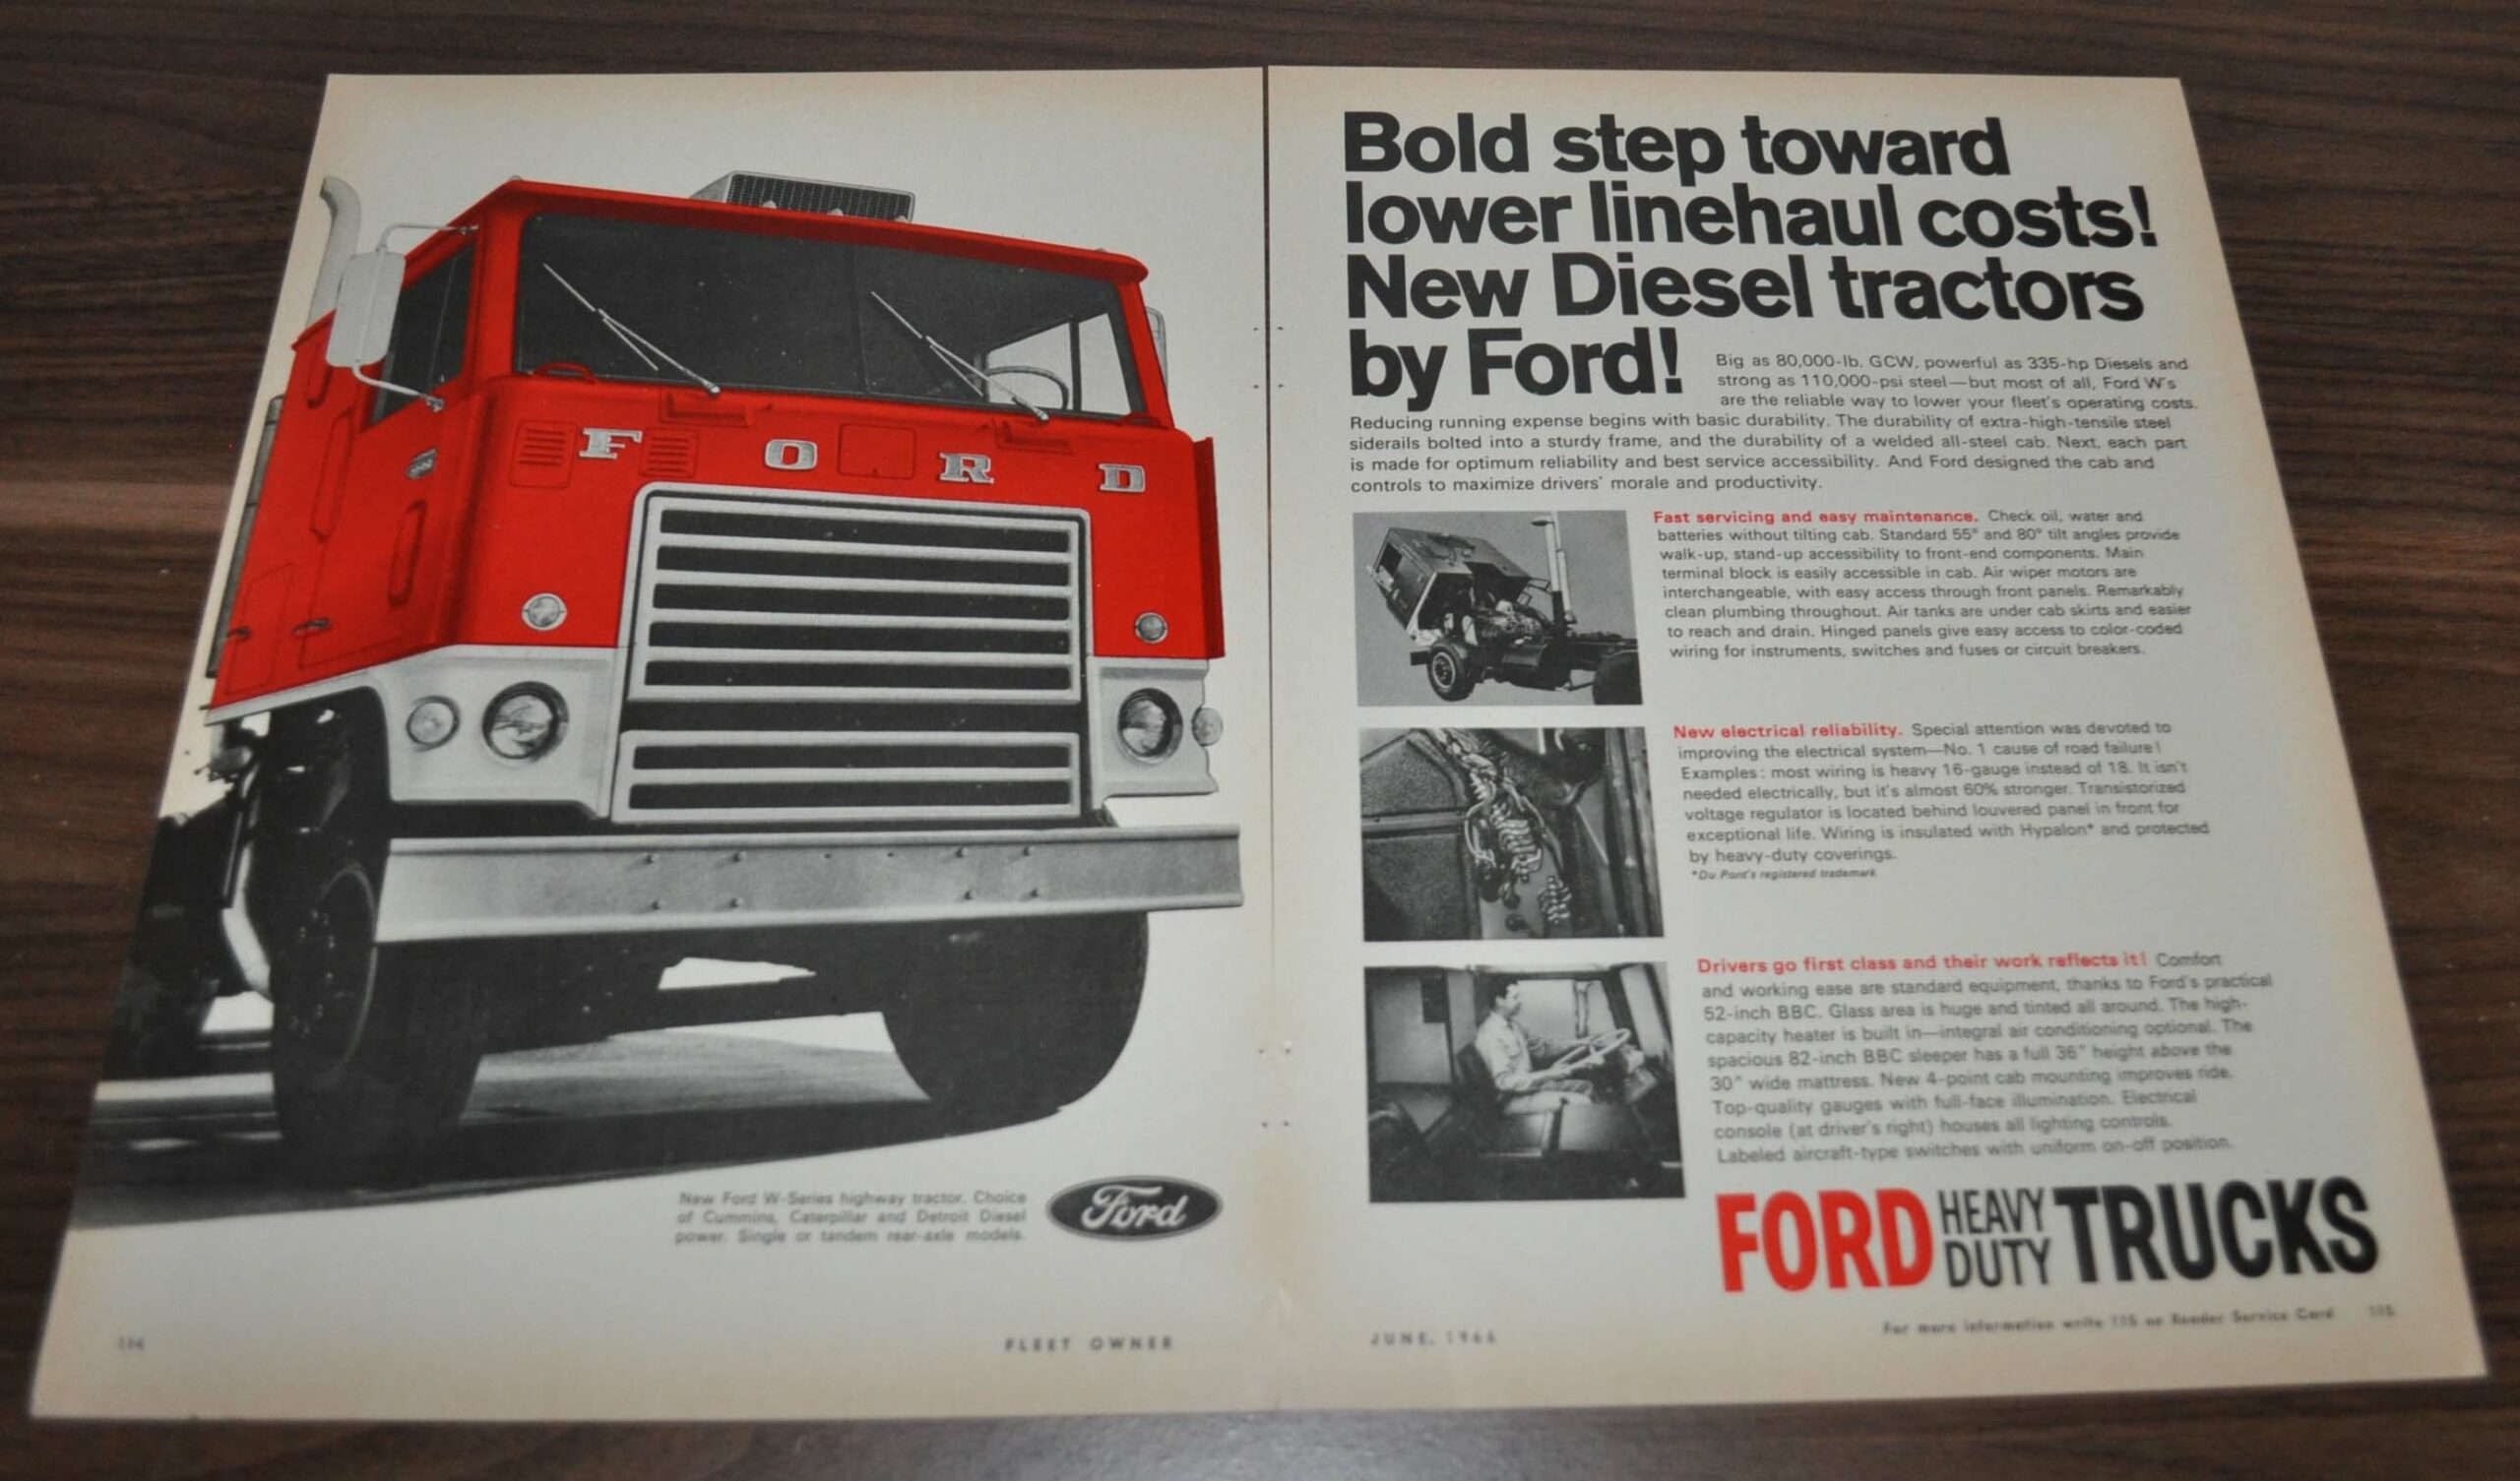 F O R D
New Ford W-Series highway tractor. Choice
of Cummins, Caterpillar and Detroit Diesel
power. Single or tandem rear-axle models.
Ford
FLEET OWNER
Bold step toward
lower linehaul costs!
New Diesel tractors
by Ford!
Big as 80,000-lb. GCW, powerful as 335-hp Diesels and
strong as 110,000-psi steel—but most of all, Ford W's
are the reliable way to lower your fleet's operating costs.
Reducing running expense begins with basic durability. The durability of extra-high-tensile steel
siderails bolted into a sturdy frame, and the durability of a welded all-steel cab. Next, each part
is made for optimum reliability and best service accessibility. And Ford designed the cab and
controls to maximize drivers' morale and productivity.
Fast servicing and easy maintenance. Check oil, water and
batteries without tilting cab. Standard 55° and 80° tilt angles provide
walk-up, stand-up accessibility to front-end components. Main
terminal block is easily accessible in cab. Air wiper motors are
interchangeable, with easy access through front panels. Remarkably
clean plumbing throughout. Air tanks are under cab skirts and easier
to reach and drain. Hinged panels give easy access to color-coded
wiring for instruments, switches and fuses or circuit breakers.
New electrical reliability. Special attention was devoted to
improving the electrical system—No. 1 cause of road failure!
Examples: most wiring is heavy 16-gauge instead of 18. It isn't
needed electrically, but it's almost 60% stronger. Transistorized
voltage regulator is located behind louvered panel in front for
exceptional life. Wiring is insulated with Hypalon* and protected
by heavy-duty coverings.
*Du Pont's registered trademark
Drivers go first class and their work reflects it! Comfort
and working ease are standard equipment, thanks to Ford's practical
52-inch BBC. Glass area is huge and tinted all around. The high-
capacity heater is built in—integral air conditioning optional. The
spacious 82-inch BBC sleeper has a full 36" height above the
30" wide mattress. New 4-point cab mounting improves ride.
Top-quality gauges with full-face illumination. Electrical
console (at driver's right) houses all lighting controls.
Labeled aircraft-type switches with uniform on-off position.
FORD HEAVY DUTY TRUCKS
For more information write 115 on Reader Service Card
JUNE, 1966